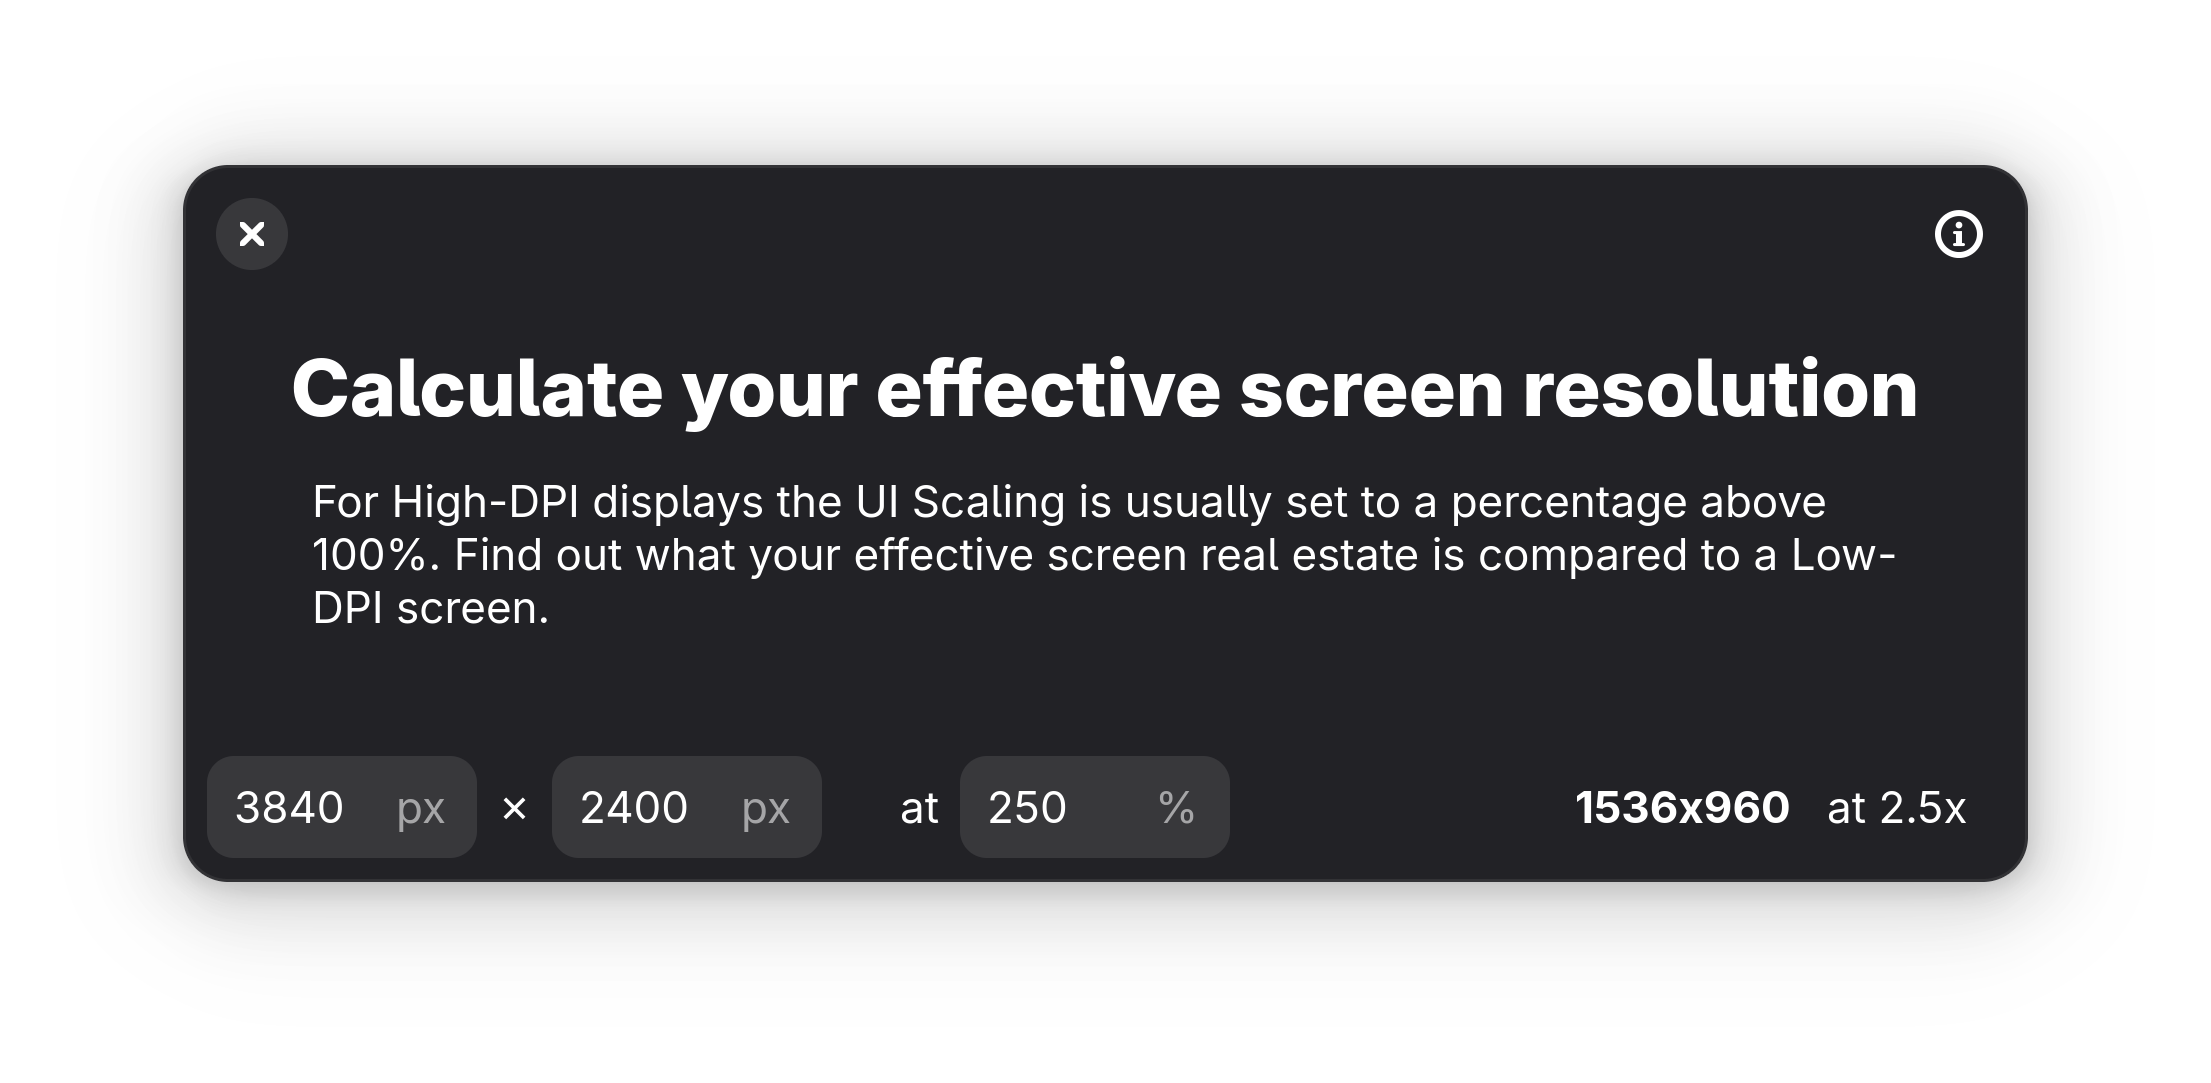 Calculate your effective screen resolution
For High-DPI displays the UI Scaling is usually set to a percentage above
100%. Find out what your effective screen real estate is compared to a Low-
DPI screen.
3840 px × 2400 px at 250 % 1536x960 at 2.5x